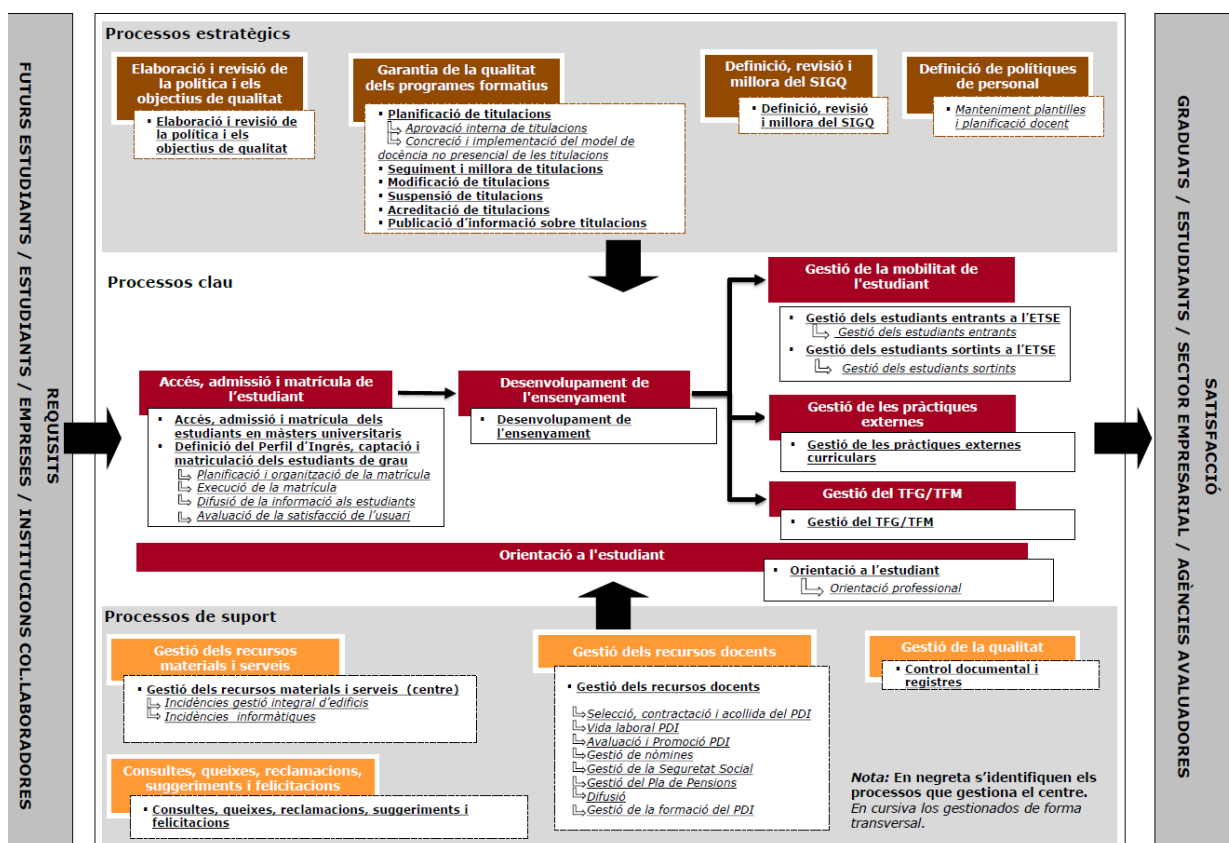 FUTURS ESTUDIANTS / ESTUDIANTS / EMPRESES / INSTITUCIONS COL.LABORADORES
REQUISITS
Processos estratègics
Elaboració i revisió de
la política i els
objectius de qualitat
▪ Elaboració i revisió de
la política i els
objectius de qualitat
Garantia de la qualitat
dels programes formatius
▪ Planificació de titulacions
Aprovació interna de titulacions
Concreció i implementació del model de
docència no presencial de les titulacions
▪ Seguiment i millora de titulacions
▪ Modificació de titulacions
▪ Suspensió de titulacions
▪ Acreditació de titulacions
▪ Publicació d'informació sobre titulacions
Definició, revisió i
millora del SIGQ
▪ Definició, revisió
i millora del SIGQ
Definició de polítiques
de personal
▪ Manteniment plantilles
i planificació docent
Processos clau
Accés, admissió i matrícula de
l'estudiant
▪ Accés, admissió i matrícula dels
estudiants en màsters universitaris
▪ Definició del Perfil d'Ingrés, captació i
matriculació dels estudiants de grau
Planificació i organització de la matrícula
Execució de la matrícula
Difusió de la informació als estudiants
Avaluació de la satisfacció de l'usuari
Desenvolupament de
l'ensenyament
▪ Desenvolupament de
l'ensenyament
Gestió de la mobilitat de
l'estudiant
▪ Gestió dels estudiants entrants a l'ETSE
Gestió dels estudiants entrants
▪ Gestió dels estudiants sortints a l'ETSE
Gestió dels estudiants sortints
Gestió de les pràctiques
externes
▪ Gestió de les pràctiques externes
curriculars
Gestió del TFG/TFM
▪ Gestió del TFG/TFM
Orientació a l'estudiant
▪ Orientació a l'estudiant
Orientació professional
Processos de suport
Gestió dels recursos
materials i serveis
▪ Gestió dels recursos materials i serveis (centre)
Incidències gestió integral d'edificis
Incidències informàtiques
Consultes, queixes, reclamacions,
suggeriments i felicitacions
▪ Consultes, queixes, reclamacions, suggeriments i
felicitacions
Gestió dels recursos docents
▪ Gestió dels recursos docents
Selecció, contractació i acollida del PDI
Vida laboral PDI
Avaluació i Promoció PDI
Gestió de nòmines
Gestió de la Seguretat Social
Gestió del Pla de Pensions
Difusió
Gestió de la formació del PDI
Gestió de la qualitat
▪ Control documental i
registres
Nota: En negreta s'identifiquen els
processos que gestiona el centre.
En cursiva los gestionados de forma
transversal.
SATISFACCIÓ
GRADUATS / ESTUDIANTS / SECTOR EMPRESARIAL / AGÈNCIES AVALUADORES